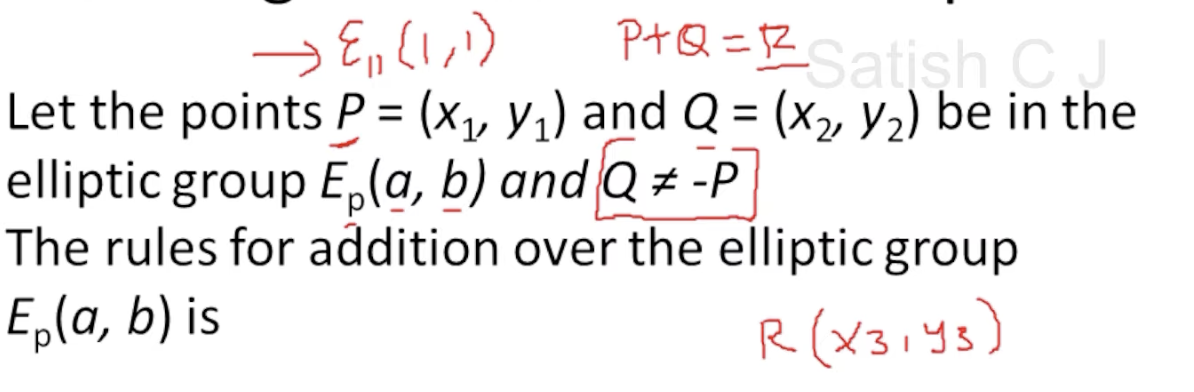 → E₁₁(1,1) P+Q = R
Satish C J
Let the points P = (x₁, y₁) and Q = (x₂, y₂) be in the
elliptic group Eₚ(a, b) and Q ≠ -P
The rules for addition over the elliptic group
Eₚ(a, b) is
R(x3, y3)